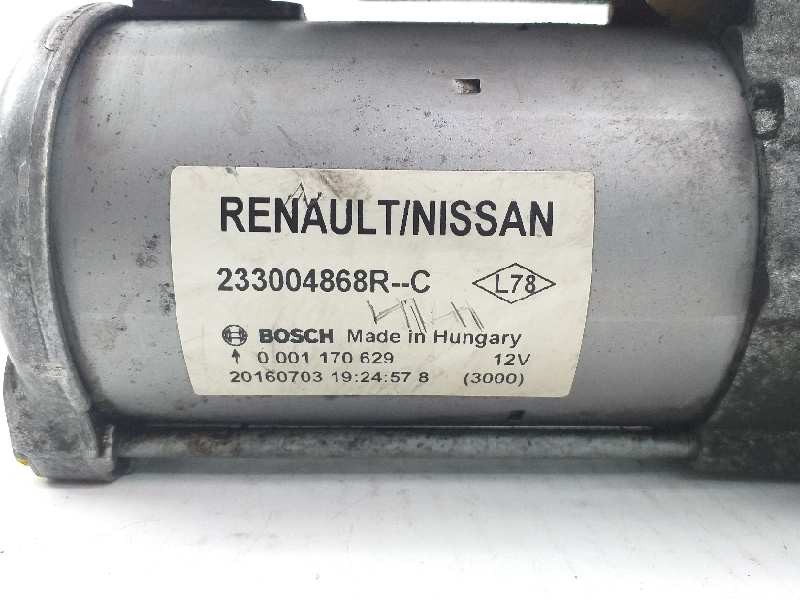 RENAULT/NISSAN
233004868R--C L78
BOSCH Made in Hungary
0 001 170 629 12V
20160703 19:24:57 8 (3000)